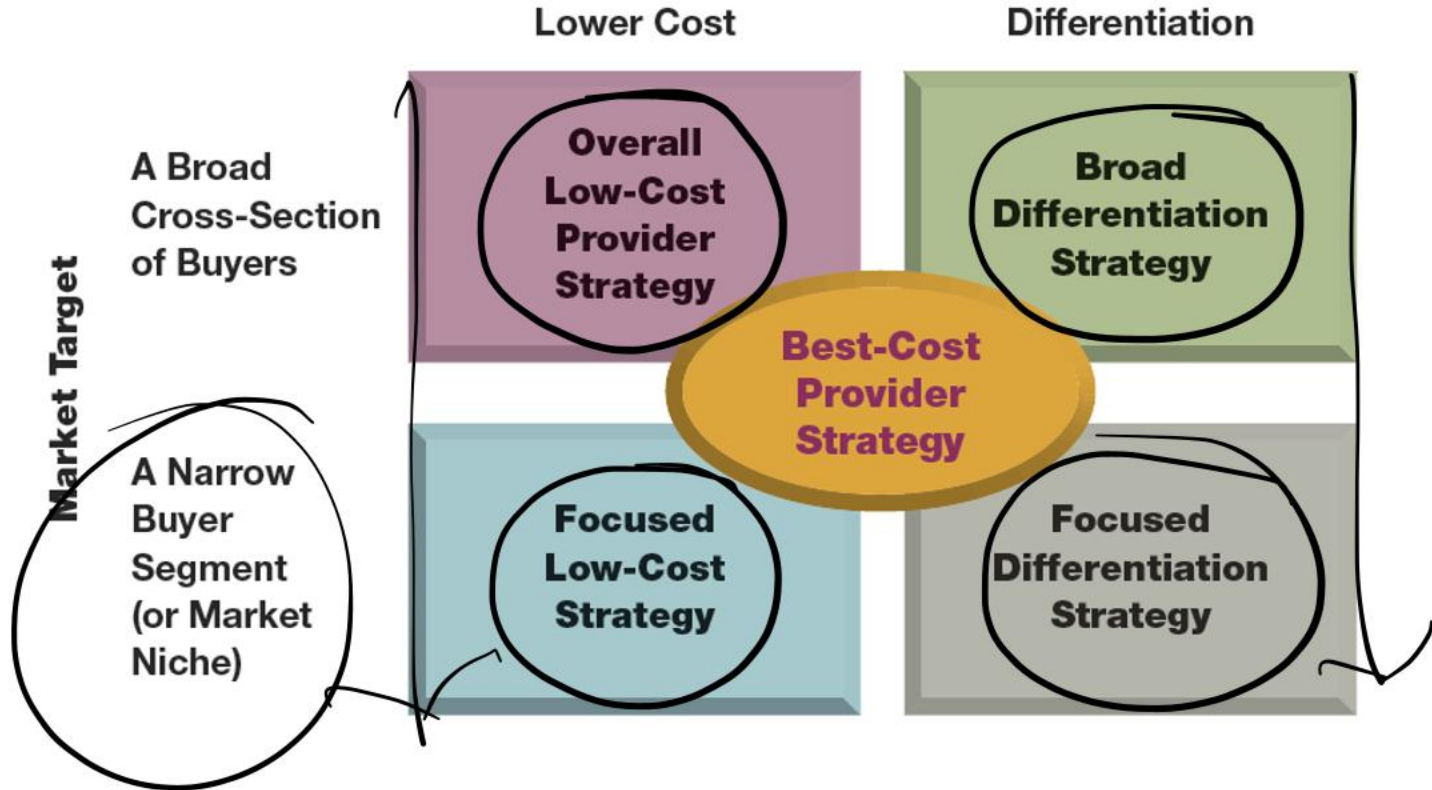 Lower Cost
Differentiation
Market Target
A Broad
Cross-Section
of Buyers
Overall
Low-Cost
Provider
Strategy
Broad
Differentiation
Strategy
Best-Cost
Provider
Strategy
A Narrow
Buyer
Segment
(or Market
Niche)
Focused
Low-Cost
Strategy
Focused
Differentiation
Strategy